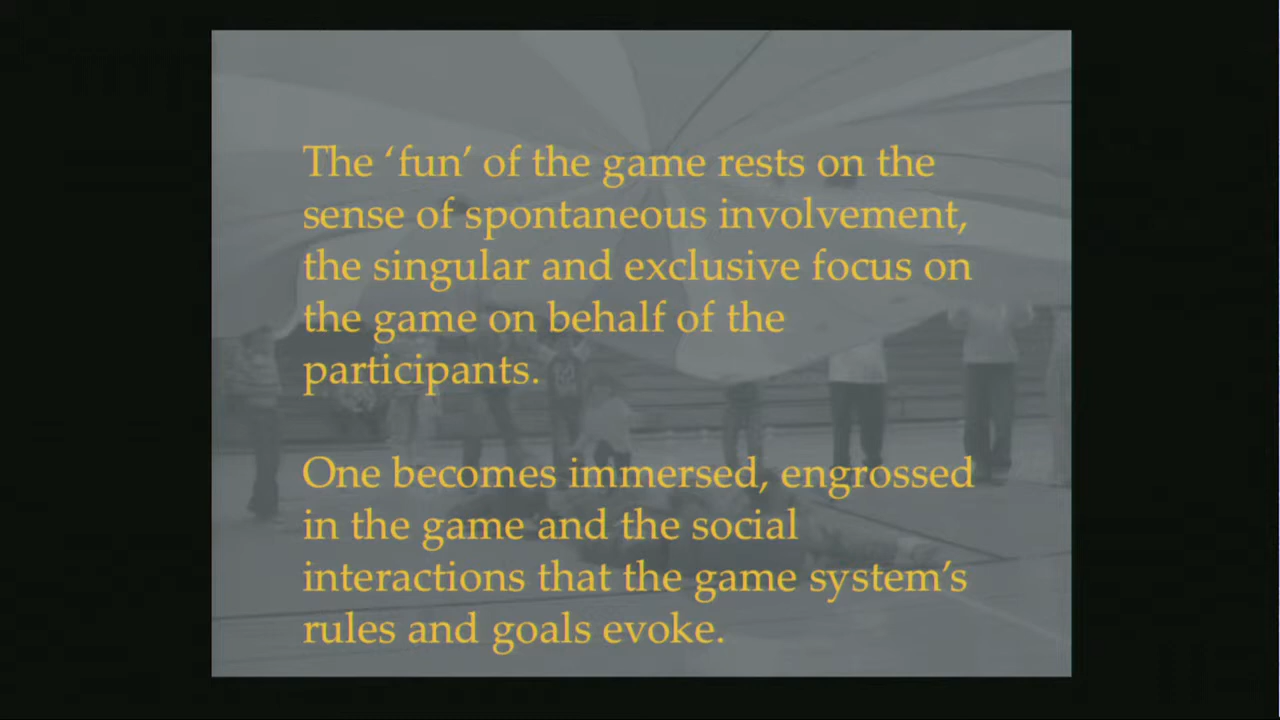 The ‘fun’ of the game rests on the
sense of spontaneous involvement,
the singular and exclusive focus on
the game on behalf of the
participants.
One becomes immersed, engrossed
in the game and the social
interactions that the game system’s
rules and goals evoke.